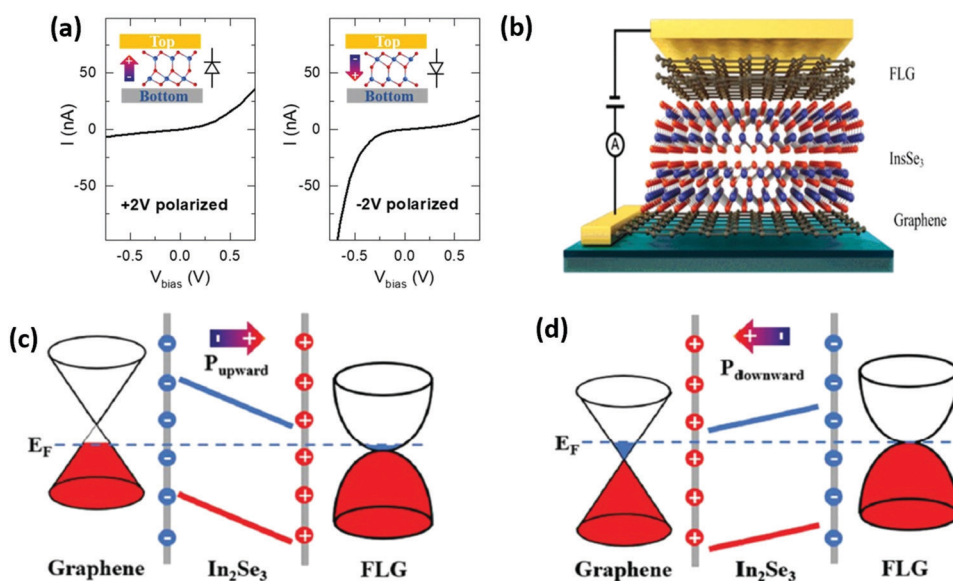 (a)
Top
Bottom
50
0
-50
I (nA)
+2V polarized
-0.5 0.0 0.5
V_bias (V)
Top
Bottom
50
0
-50
I (nA)
-2V polarized
-0.5 0.0 0.5
V_bias (V)
(b)
FLG
InsSe₃
Graphene
A
(c)
P_upward
E_F
Graphene
In₂Se₃
FLG
(d)
P_downward
E_F
Graphene
In₂Se₃
FLG